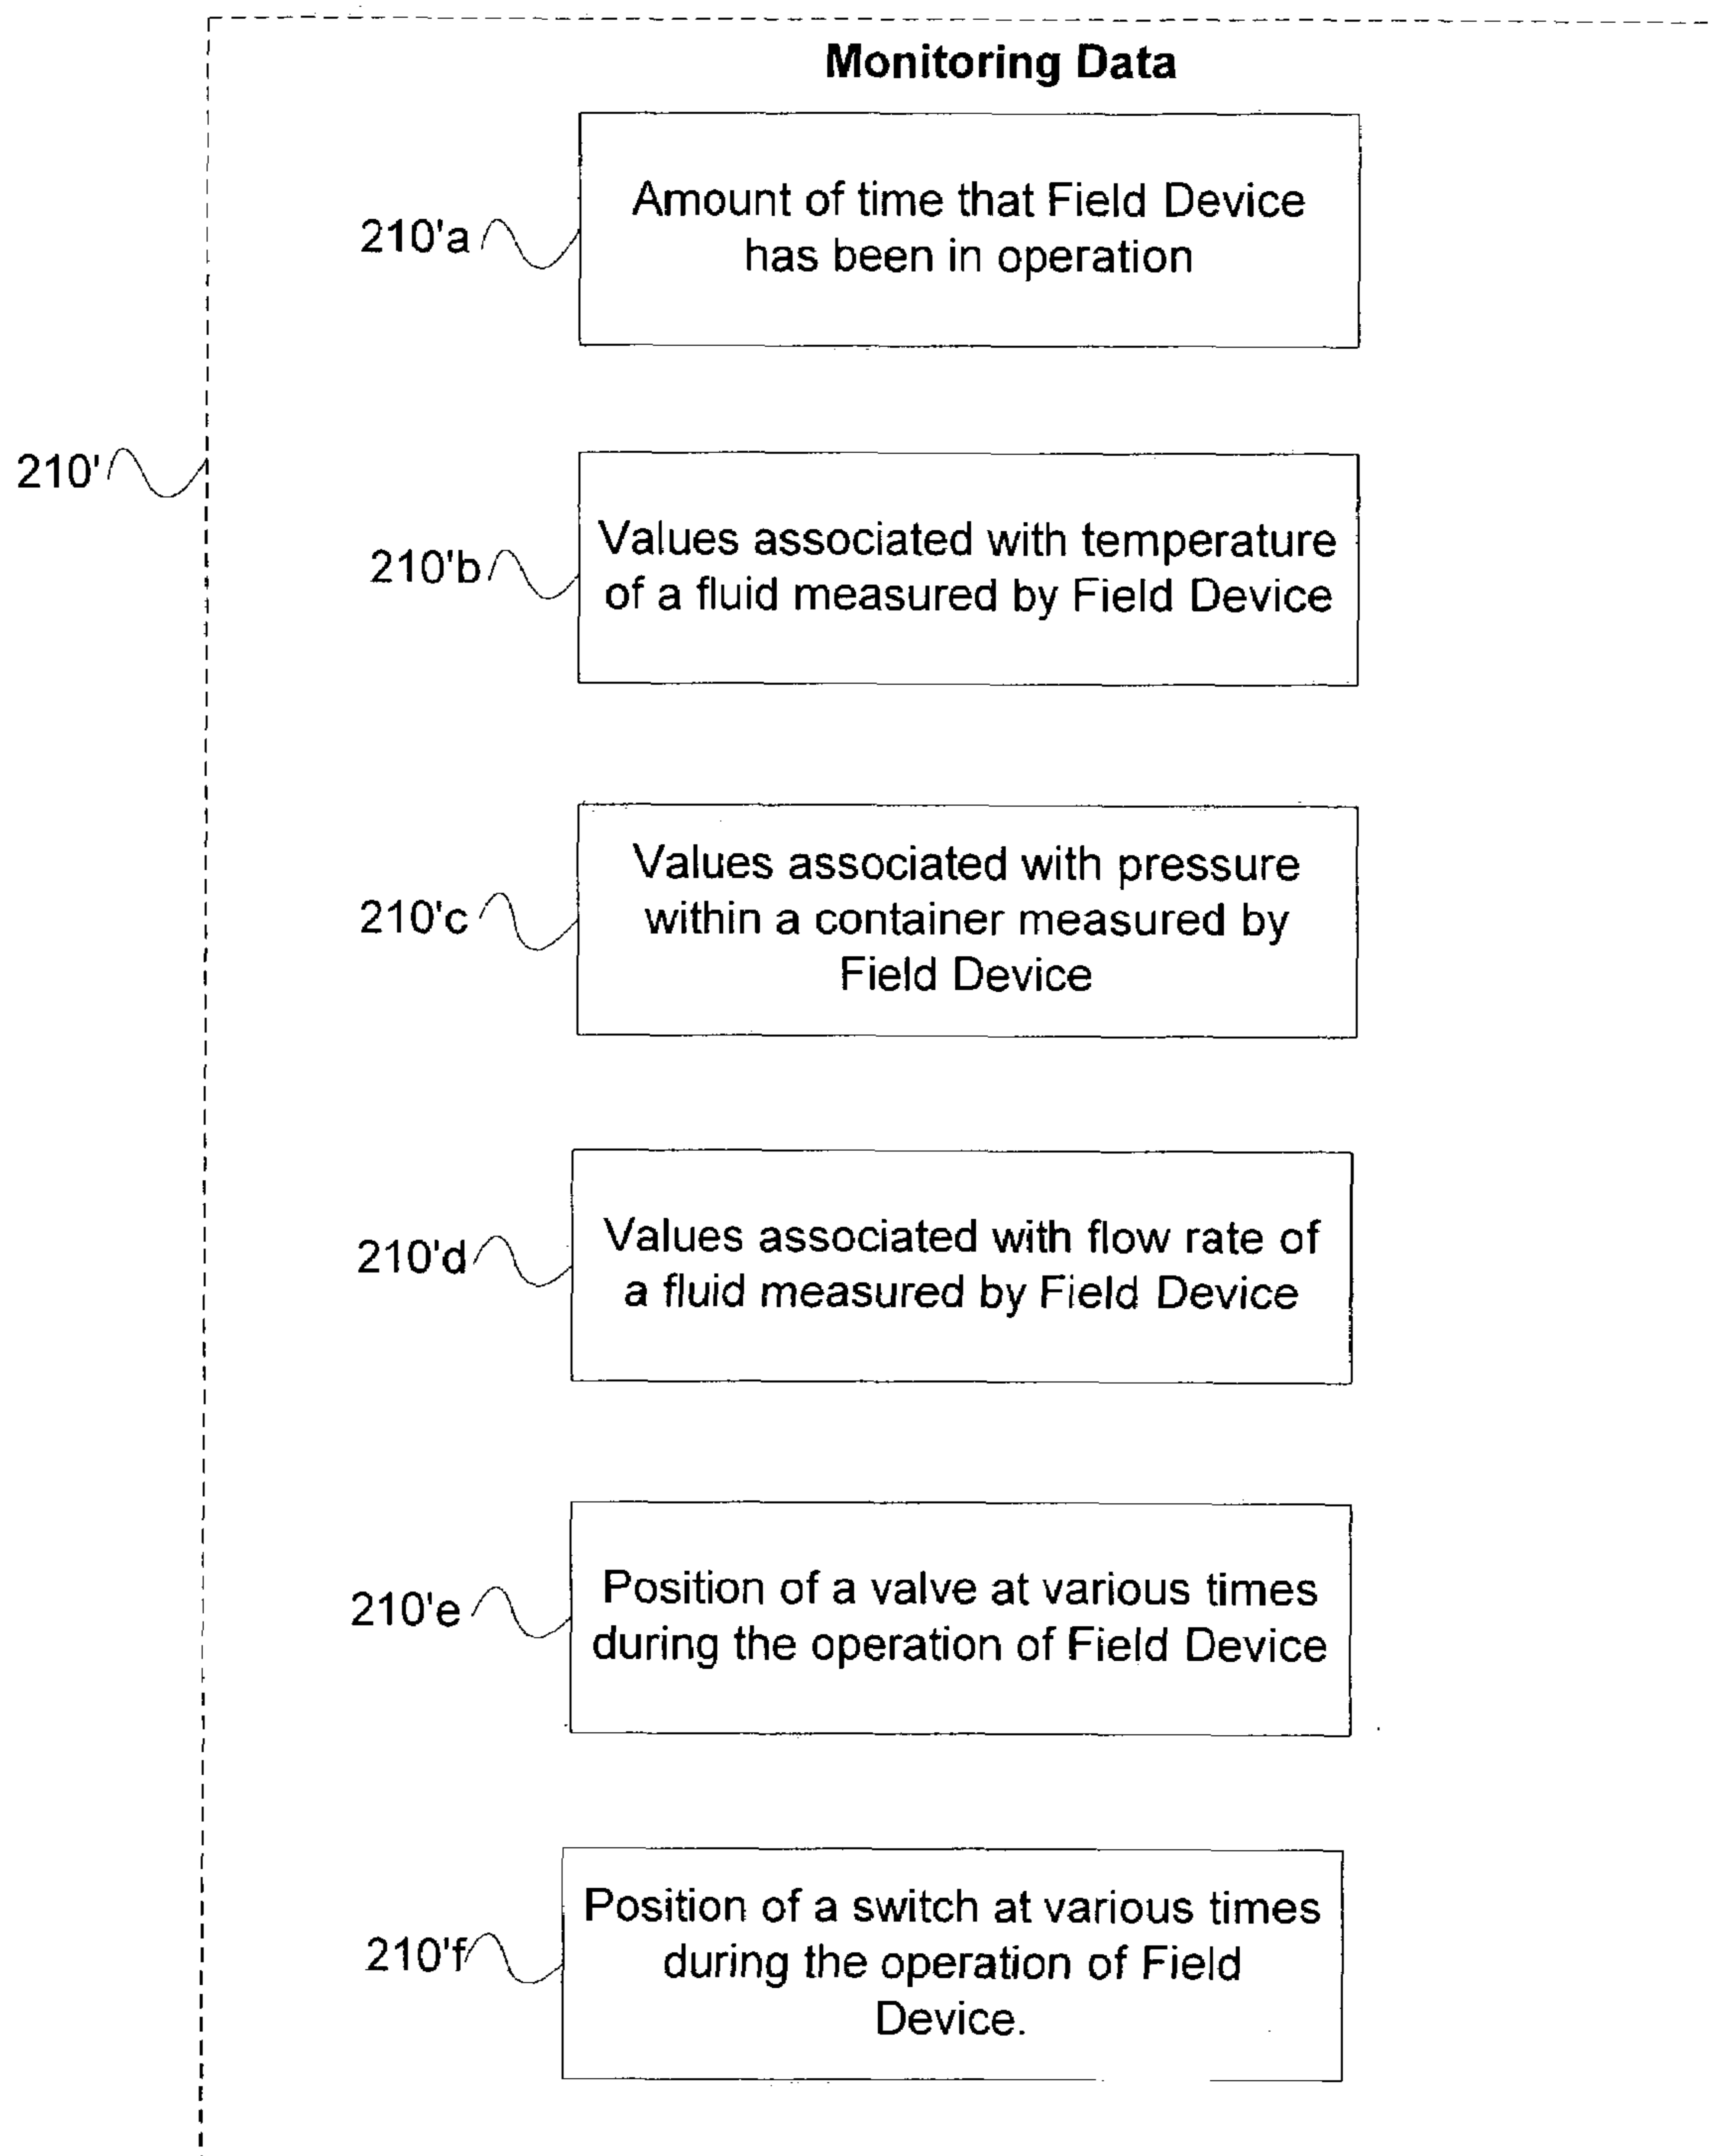 Monitoring Data
210'a
Amount of time that Field Device
has been in operation
210'
210'b
Values associated with temperature
of a fluid measured by Field Device
210'c
Values associated with pressure
within a container measured by
Field Device
210'd
Values associated with flow rate of
a fluid measured by Field Device
210'e
Position of a valve at various times
during the operation of Field Device
210'f
Position of a switch at various times
during the operation of Field
Device.